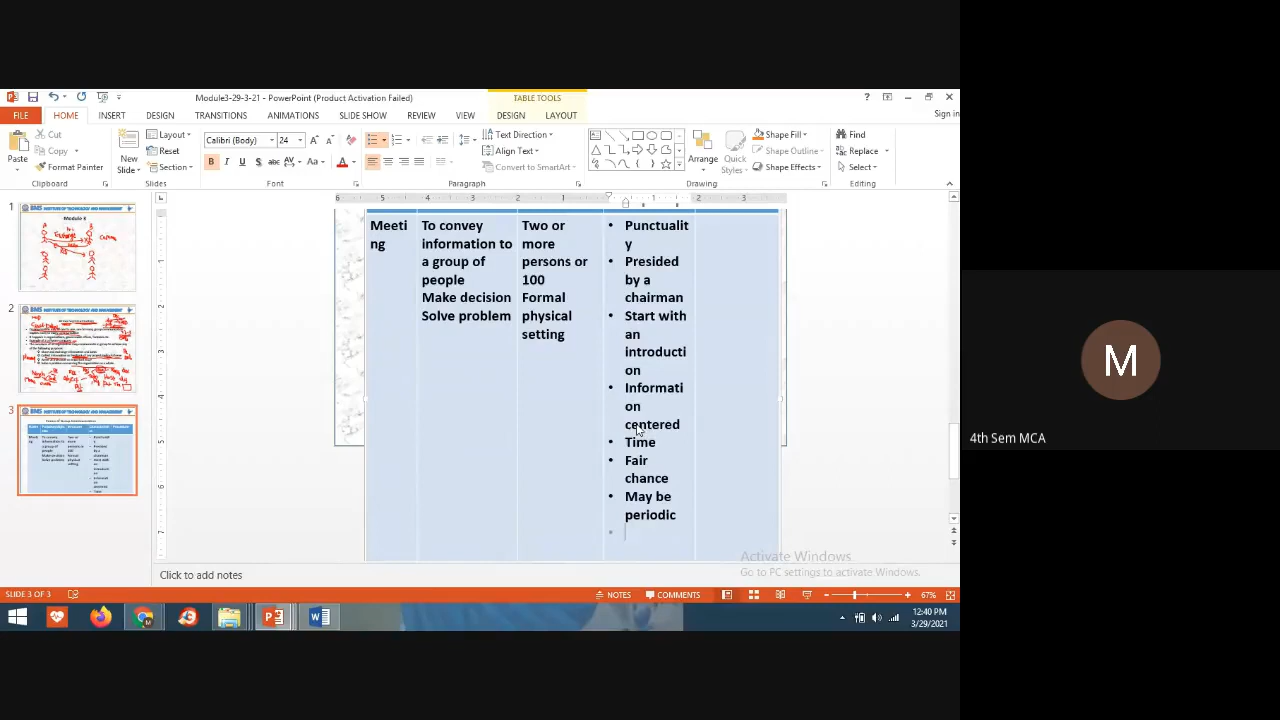 Module3-29-3-21 - PowerPoint (Product Activation Failed)
TABLE TOOLS
FILE HOME INSERT DESIGN TRANSITIONS ANIMATIONS SLIDE SHOW REVIEW VIEW DESIGN LAYOUT
Sign in
Paste
Cut
Copy
Format Painter
Clipboard
New
Slide
Layout
Reset
Section
Slides
Calibri (Body) 24
Font
Paragraph
Text Direction
Align Text
Convert to SmartArt
Arrange
Quick
Styles
Shape Fill
Shape Outline
Shape Effects
Drawing
Find
Replace
Select
Editing
1
Module 3
2
3
Meeti
ng
To convey
information to
a group of
people
Make decision
Solve problem
Two or
more
persons or
100
Formal
physical
setting
• Punctualit
y
• Presided
by a
chairman
• Start with
an
introducti
on
• Informati
on
centered
• Time
• Fair
chance
• May be
periodic
•
Activate Windows
Go to PC settings to activate Windows.
Click to add notes
SLIDE 3 OF 3
NOTES
COMMENTS
67%
12:40 PM
3/29/2021
M
4th Sem MCA